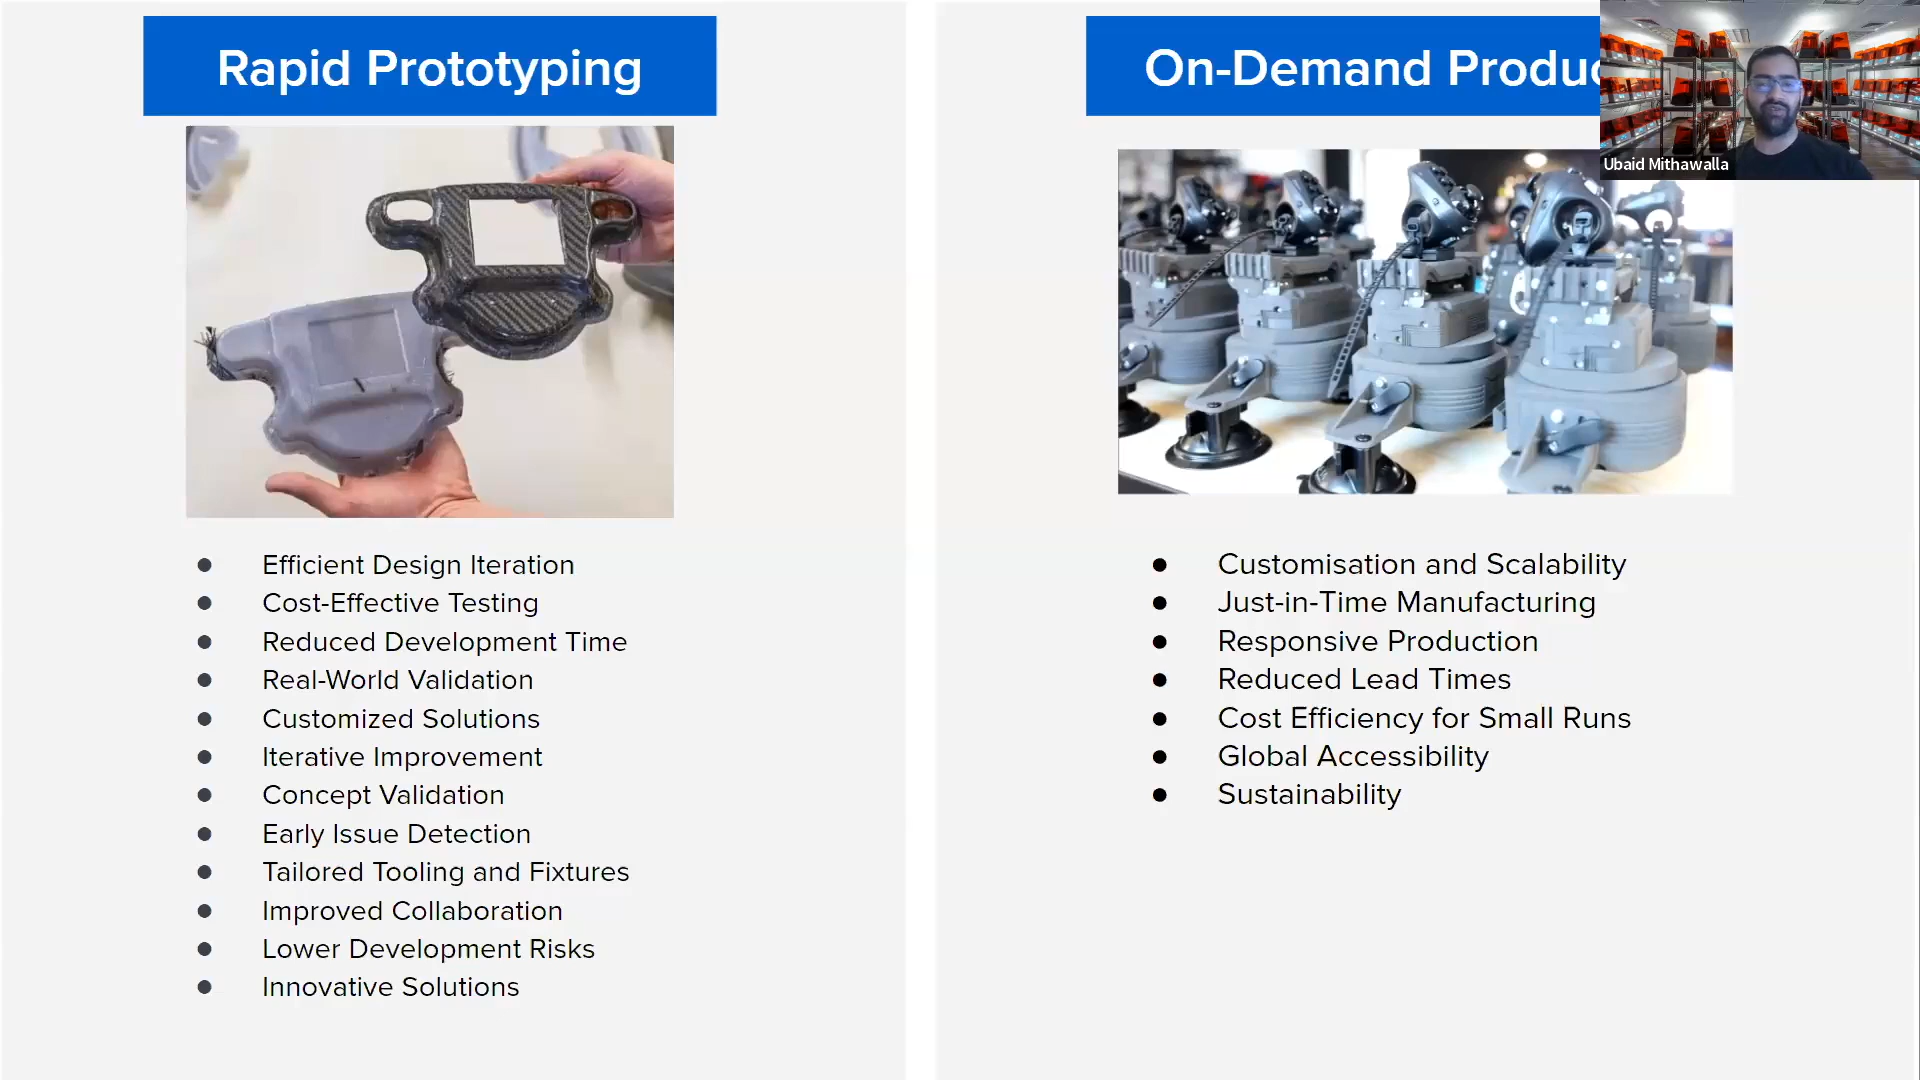 Rapid Prototyping
Efficient Design Iteration
Cost-Effective Testing
Reduced Development Time
Real-World Validation
Customized Solutions
Iterative Improvement
Concept Validation
Early Issue Detection
Tailored Tooling and Fixtures
Improved Collaboration
Lower Development Risks
Innovative Solutions
On-Demand Produc
Customisation and Scalability
Just-in-Time Manufacturing
Responsive Production
Reduced Lead Times
Cost Efficiency for Small Runs
Global Accessibility
Sustainability
Ubaid Mithawalla